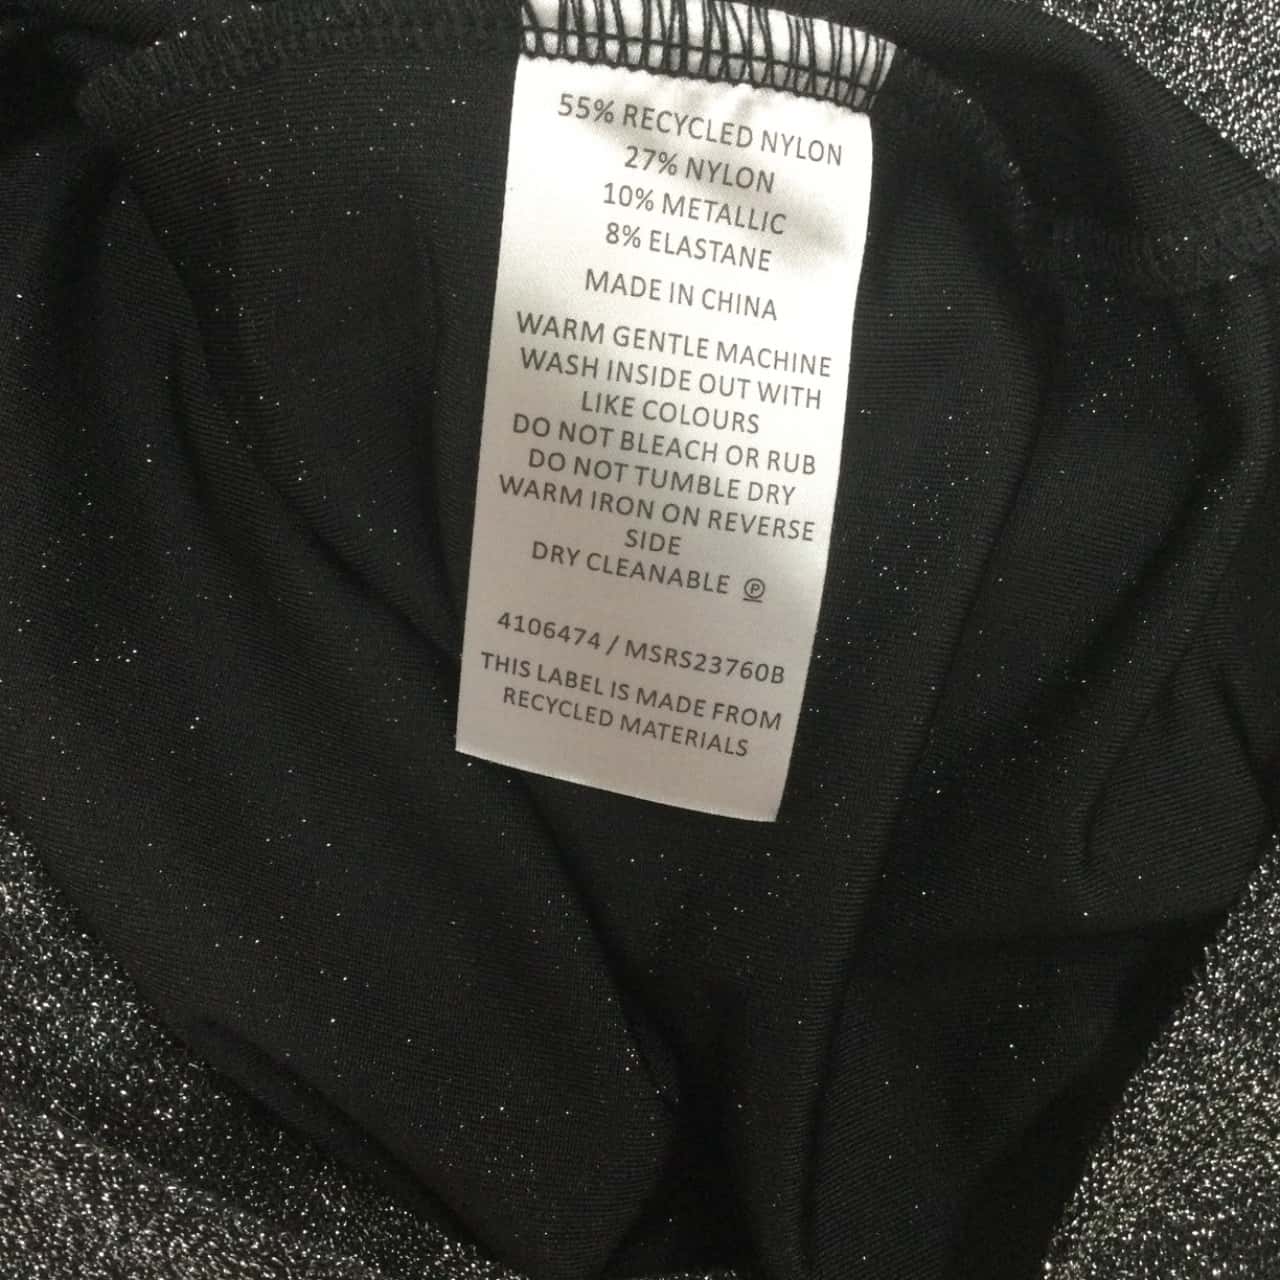 55% RECYCLED NYLON
27% NYLON
10% METALLIC
8% ELASTANE
MADE IN CHINA
WARM GENTLE MACHINE
WASH INSIDE OUT WITH
LIKE COLOURS
DO NOT BLEACH OR RUB
DO NOT TUMBLE DRY
WARM IRON ON REVERSE
SIDE
DRY CLEANABLE Ⓟ
4106474 / MSRS23760B
THIS LABEL IS MADE FROM
RECYCLED MATERIALS